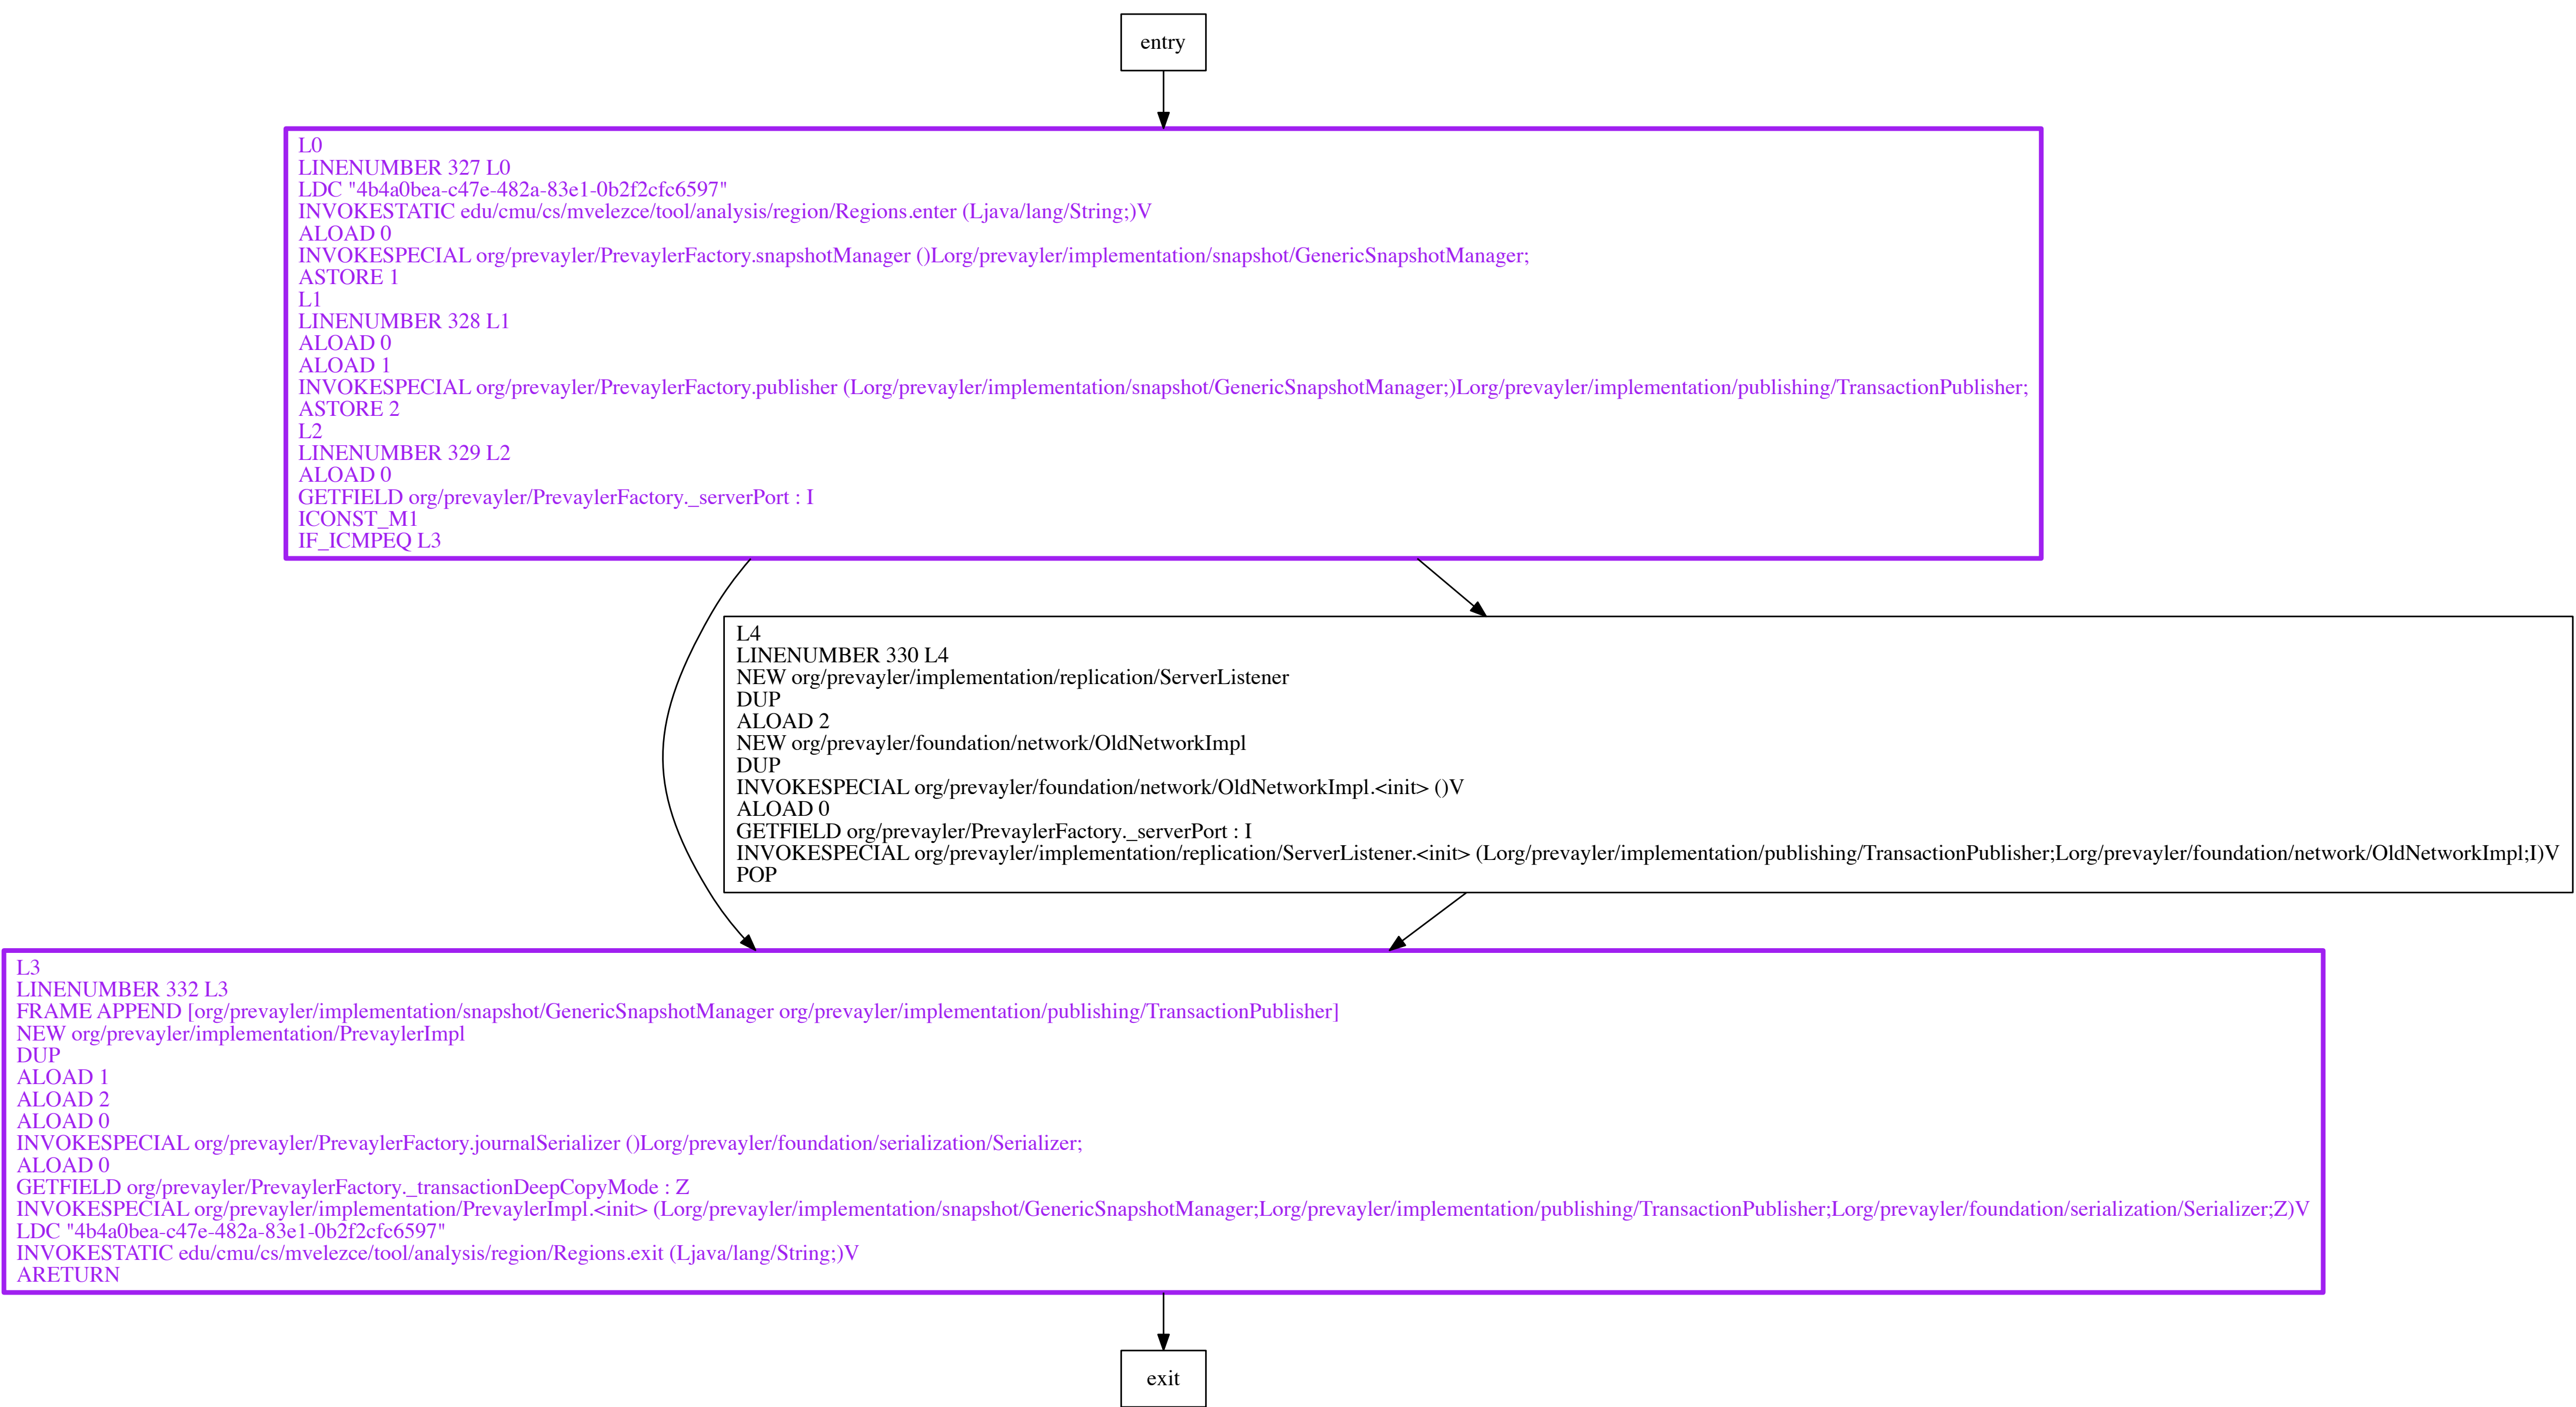 entry
L0
LINENUMBER 327 L0
LDC "4b4a0bea-c47e-482a-83e1-0b2f2cfc6597"
INVOKESTATIC edu/cmu/cs/mvelezce/tool/analysis/region/Regions.enter (Ljava/lang/String;)V
ALOAD 0
INVOKESPECIAL org/prevayler/PrevaylerFactory.snapshotManager ()Lorg/prevayler/implementation/snapshot/GenericSnapshotManager;
ASTORE 1
L1
LINENUMBER 328 L1
ALOAD 0
ALOAD 1
INVOKESPECIAL org/prevayler/PrevaylerFactory.publisher (Lorg/prevayler/implementation/snapshot/GenericSnapshotManager;)Lorg/prevayler/implementation/publishing/TransactionPublisher;
ASTORE 2
L2
LINENUMBER 329 L2
ALOAD 0
GETFIELD org/prevayler/PrevaylerFactory._serverPort : I
ICONST_M1
IF_ICMPEQ L3
L4
LINENUMBER 330 L4
NEW org/prevayler/implementation/replication/ServerListener
DUP
ALOAD 2
NEW org/prevayler/foundation/network/OldNetworkImpl
DUP
INVOKESPECIAL org/prevayler/foundation/network/OldNetworkImpl.<init> ()V
ALOAD 0
GETFIELD org/prevayler/PrevaylerFactory._serverPort : I
INVOKESPECIAL org/prevayler/implementation/replication/ServerListener.<init> (Lorg/prevayler/implementation/publishing/TransactionPublisher;Lorg/prevayler/foundation/network/OldNetworkImpl;I)V
POP
L3
LINENUMBER 332 L3
FRAME APPEND [org/prevayler/implementation/snapshot/GenericSnapshotManager org/prevayler/implementation/publishing/TransactionPublisher]
NEW org/prevayler/implementation/PrevaylerImpl
DUP
ALOAD 1
ALOAD 2
ALOAD 0
INVOKESPECIAL org/prevayler/PrevaylerFactory.journalSerializer ()Lorg/prevayler/foundation/serialization/Serializer;
ALOAD 0
GETFIELD org/prevayler/PrevaylerFactory._transactionDeepCopyMode : Z
INVOKESPECIAL org/prevayler/implementation/PrevaylerImpl.<init> (Lorg/prevayler/implementation/snapshot/GenericSnapshotManager;Lorg/prevayler/implementation/publishing/TransactionPublisher;Lorg/prevayler/foundation/serialization/Serializer;Z)V
LDC "4b4a0bea-c47e-482a-83e1-0b2f2cfc6597"
INVOKESTATIC edu/cmu/cs/mvelezce/tool/analysis/region/Regions.exit (Ljava/lang/String;)V
ARETURN
exit